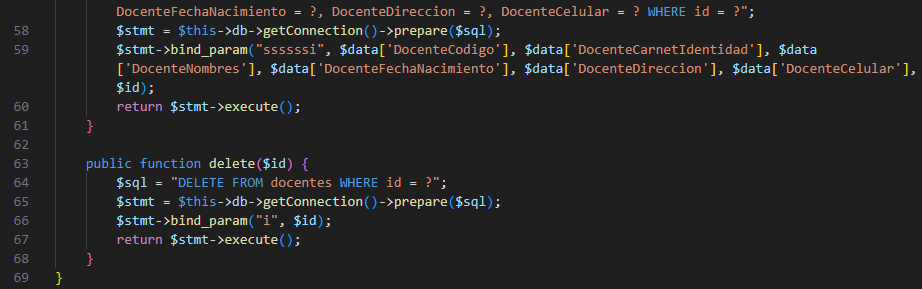 DocenteFechaNacimiento = ?, DocenteDireccion = ?, DocenteCelular = ? WHERE id = ?";
58 $stmt = $this->db->getConnection()->prepare($sql);
59 $stmt->bind_param("ssssssi", $data['DocenteCodigo'], $data['DocenteCarnetIdentidad'], $data
['DocenteNombres'], $data['DocenteFechaNacimiento'], $data['DocenteDireccion'], $data['DocenteCelular'],
$id);
60 return $stmt->execute();
61 }
62
63 public function delete($id) {
64 $sql = "DELETE FROM docentes WHERE id = ?";
65 $stmt = $this->db->getConnection()->prepare($sql);
66 $stmt->bind_param("i", $id);
67 return $stmt->execute();
68 }
69 }